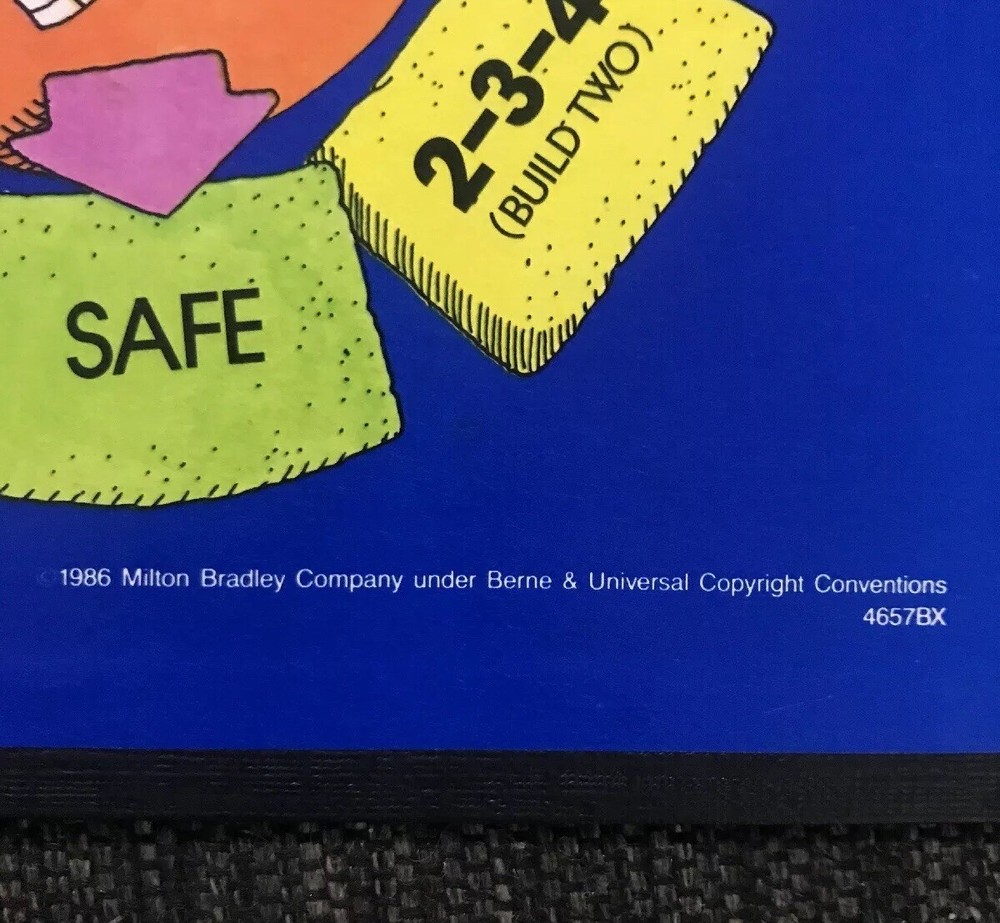 2-3-4
(BUILD TWO)
SAFE
©1986 Milton Bradley Company under Berne & Universal Copyright Conventions
4657BX